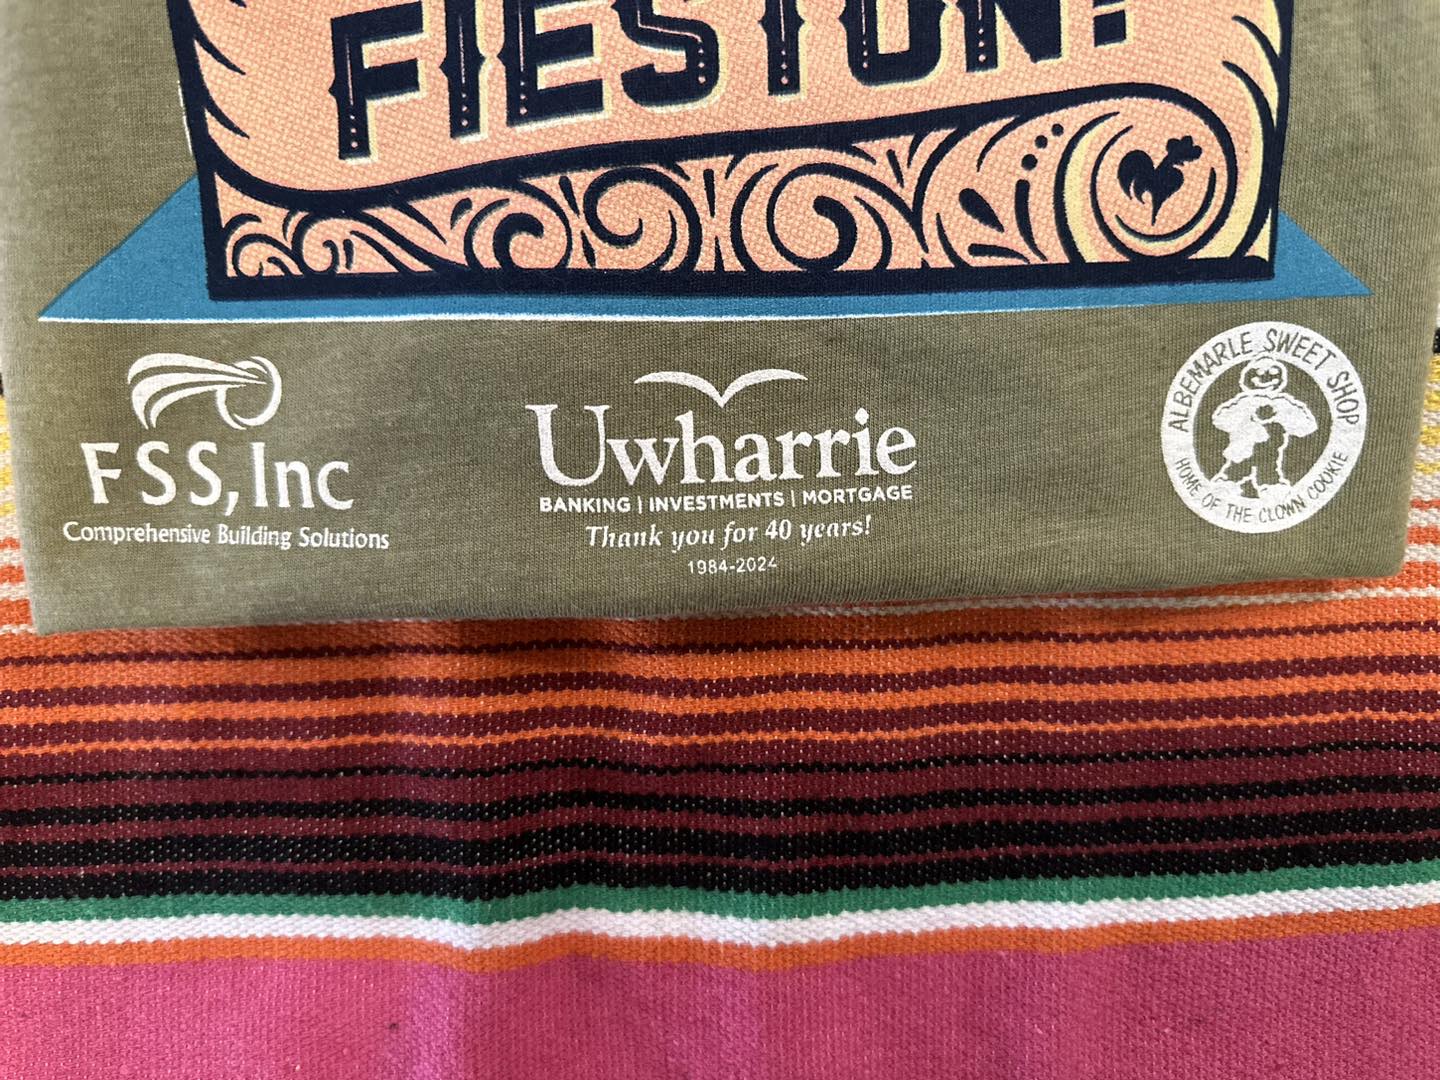 FIESTON!
FSS, Inc
Comprehensive Building Solutions
Uwharrie
BANKING | INVESTMENTS | MORTGAGE
Thank you for 40 years!
1984-2024
ALBEMARLE SWEET SHOP
HOME OF THE CLOWN COOKIE